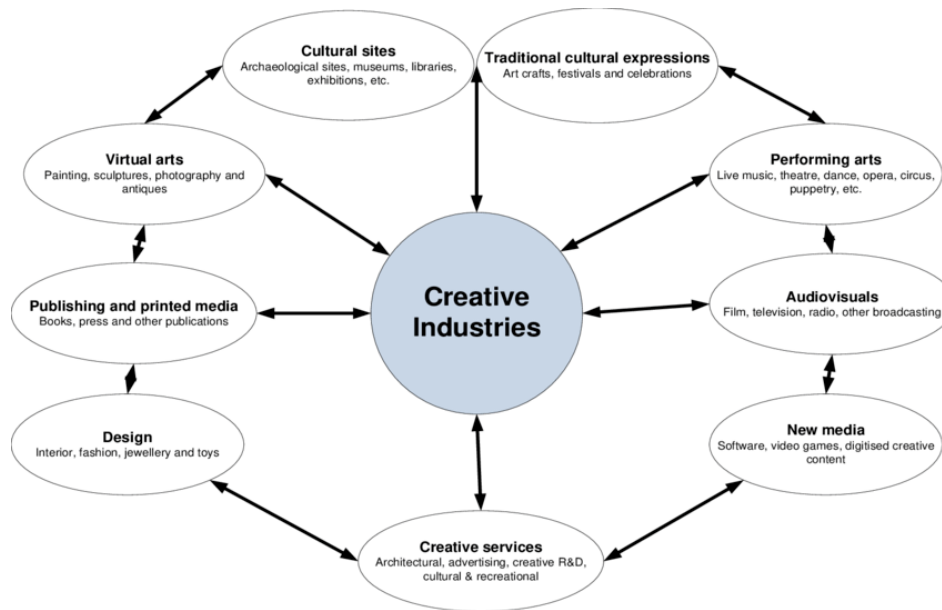 Cultural sites
Archaeological sites, museums, libraries,
exhibitions, etc.
Traditional cultural expressions
Art crafts, festivals and celebrations
Virtual arts
Painting, sculptures, photography and
antiques
Performing arts
Live music, theatre, dance, opera, circus,
puppetry, etc.
Creative
Industries
Publishing and printed media
Books, press and other publications
Audiovisuals
Film, television, radio, other broadcasting
Design
Interior, fashion, jewellery and toys
New media
Software, video games, digitised creative
content
Creative services
Architectural, advertising, creative R&D,
cultural & recreational